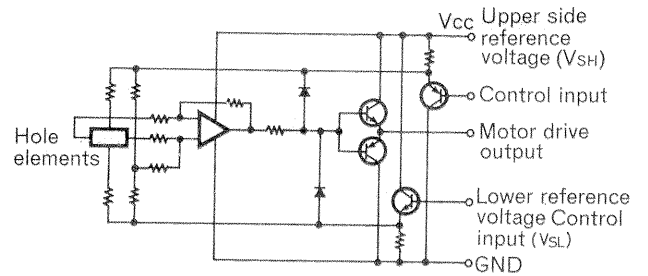 Vcc Upper side
reference
voltage (VSH)
Control input
Motor drive
output
Hole
elements
Lower reference
voltage Control
input (VSL)
GND